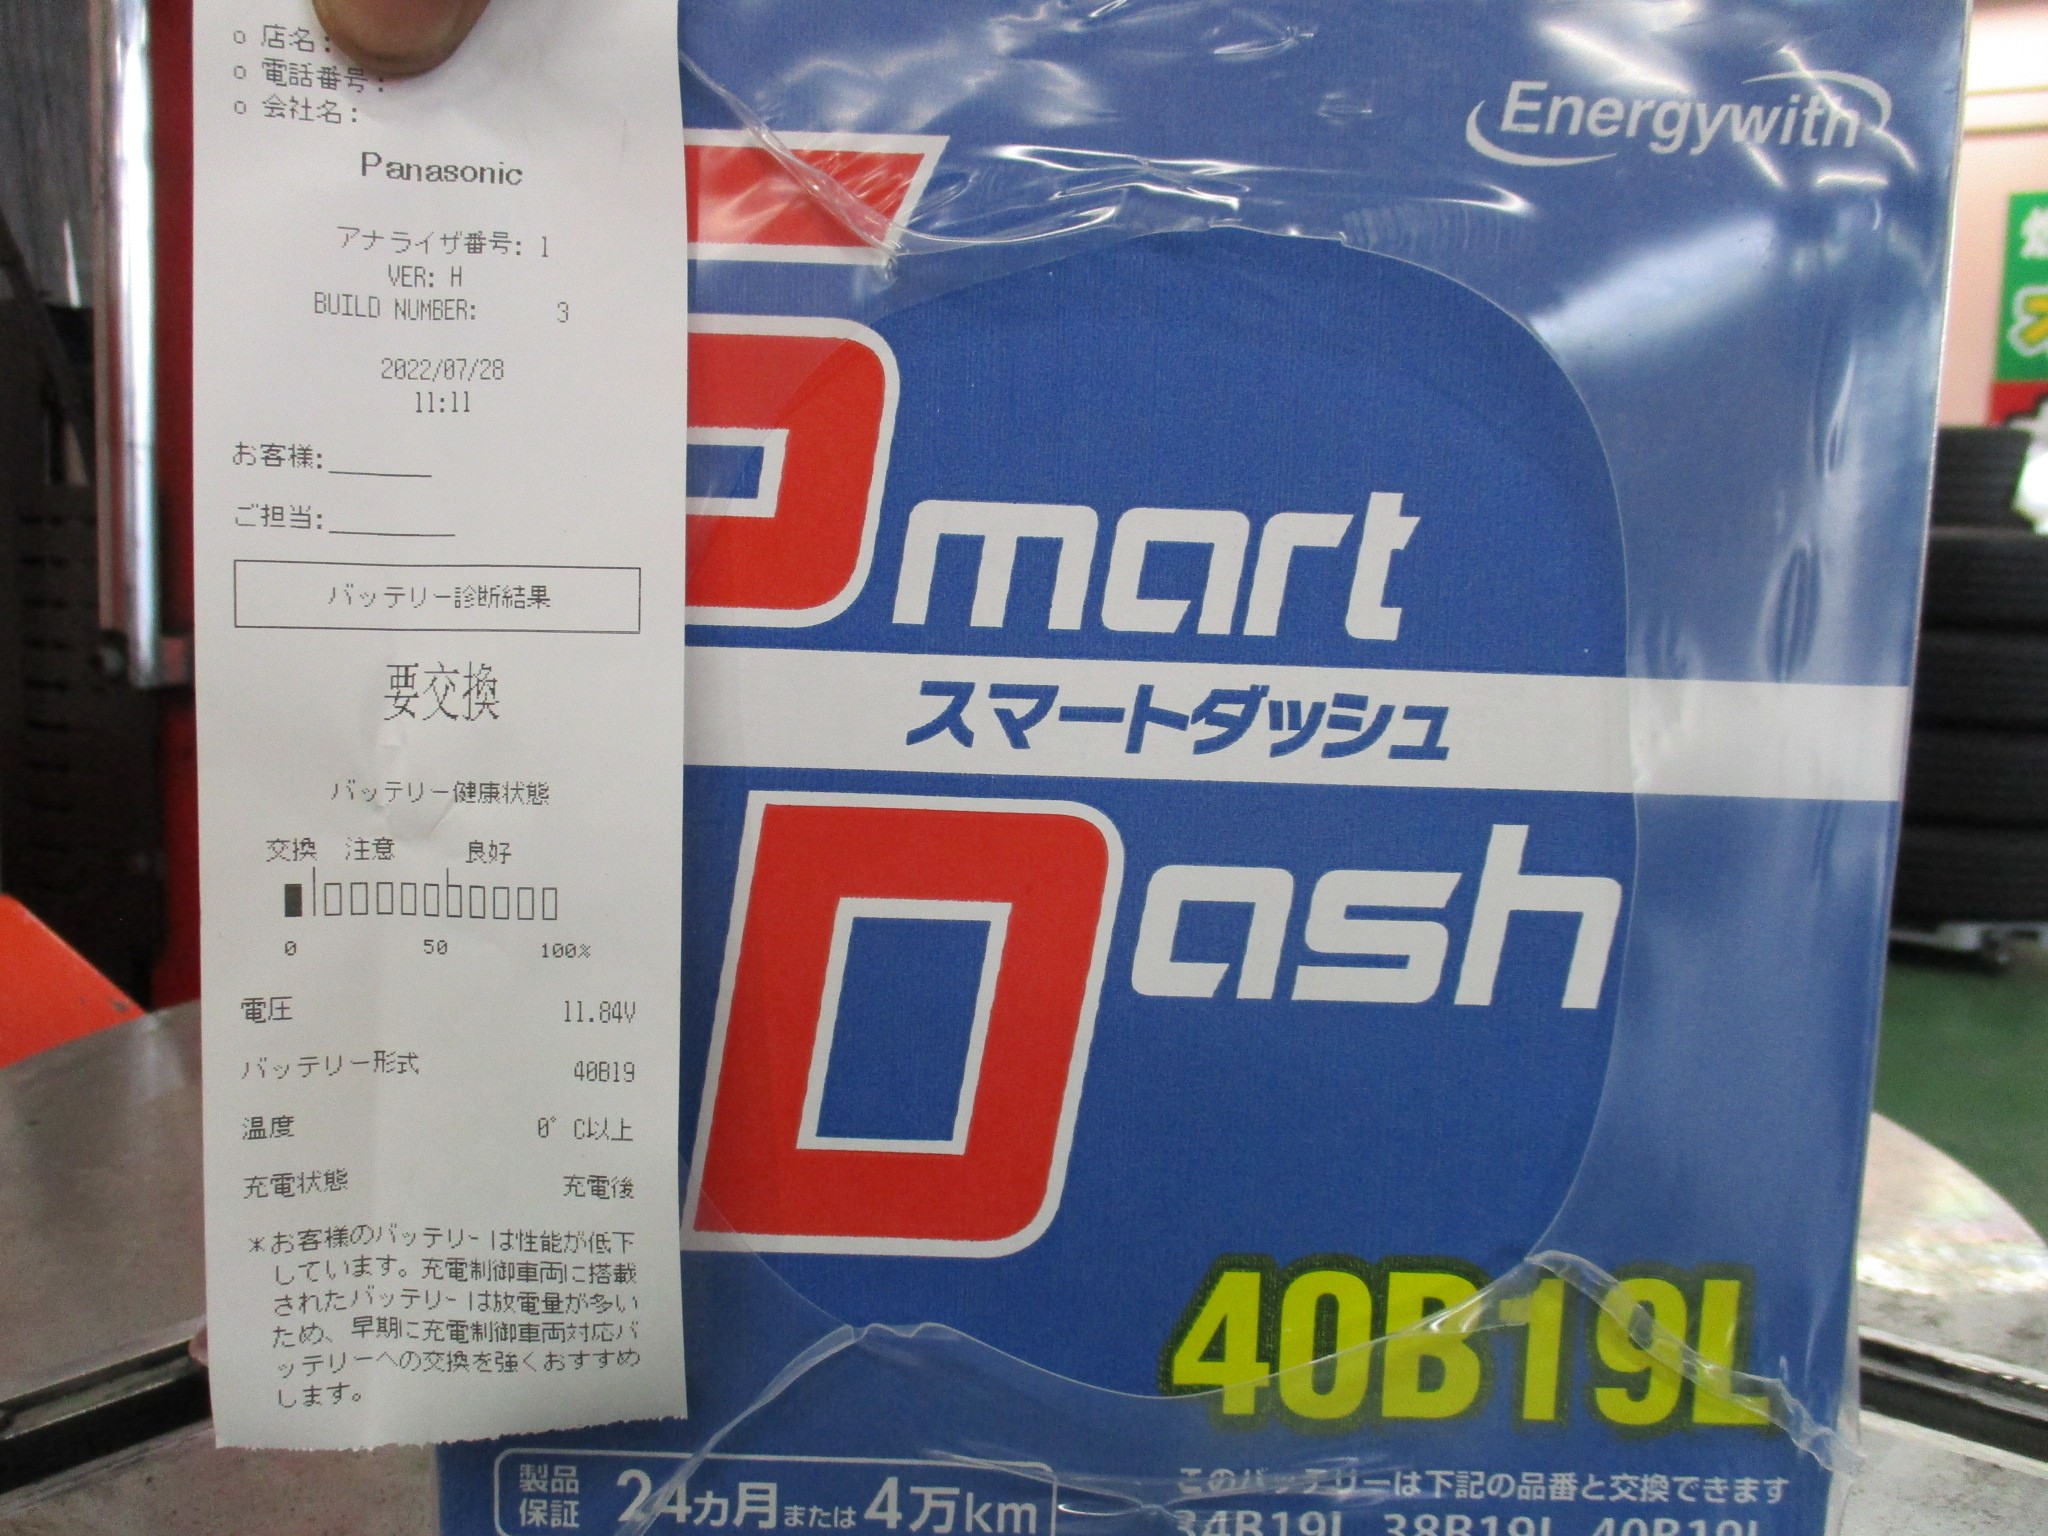 o 店名:
o 電話番号:
o 会社名:
Panasonic
アナライザ番号: 1
VER: H
BUILD NUMBER: 3
2022/07/28
11:11
お客様:
ご担当:
バッテリー診断結果
要交換
バッテリー健康状態
交換 注意 良好
0 50 100%
電圧 11.84V
バッテリー形式 40B19
温度 0°C以上
充電状態 充電後
*お客様のバッテリーは性能が低下
しています。充電制御車両に搭載
されたバッテリーは放電量が多い
ため、早期に充電制御車両対応バ
ッテリーへの交換を強くおすすめ
します。
Energywith
Smart
スマートダッシュ
Dash
40B19L
製品
保証
24カ月または4万km
このバッテリーは下記の品番と交換できます
34B19L 38B19L 40B19L